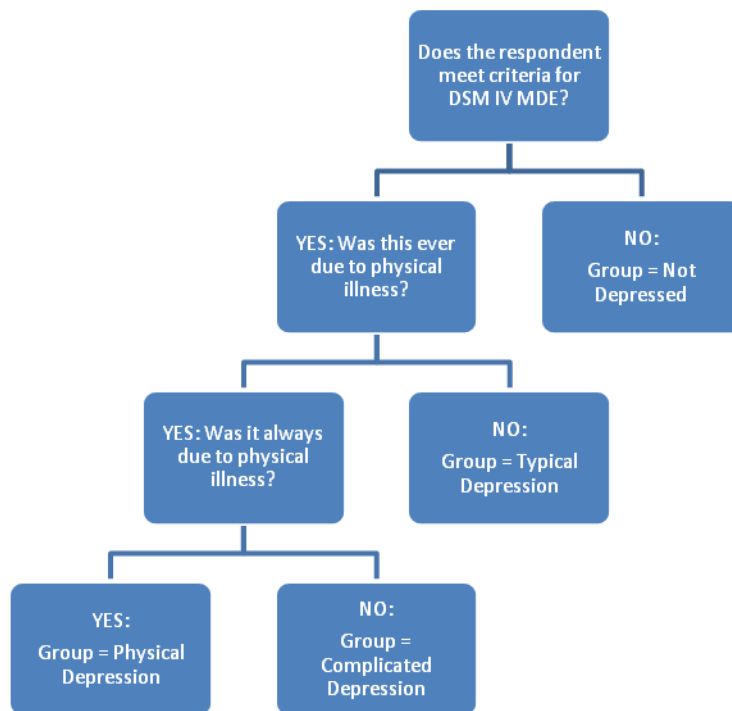 Does the respondent
meet criteria for
DSM IV MDE?
YES: Was this ever
due to physical
illness?
NO:
Group = Not
Depressed
YES: Was it always
due to physical
illness?
NO:
Group = Typical
Depression
YES:
Group = Physical
Depression
NO:
Group =
Complicated
Depression